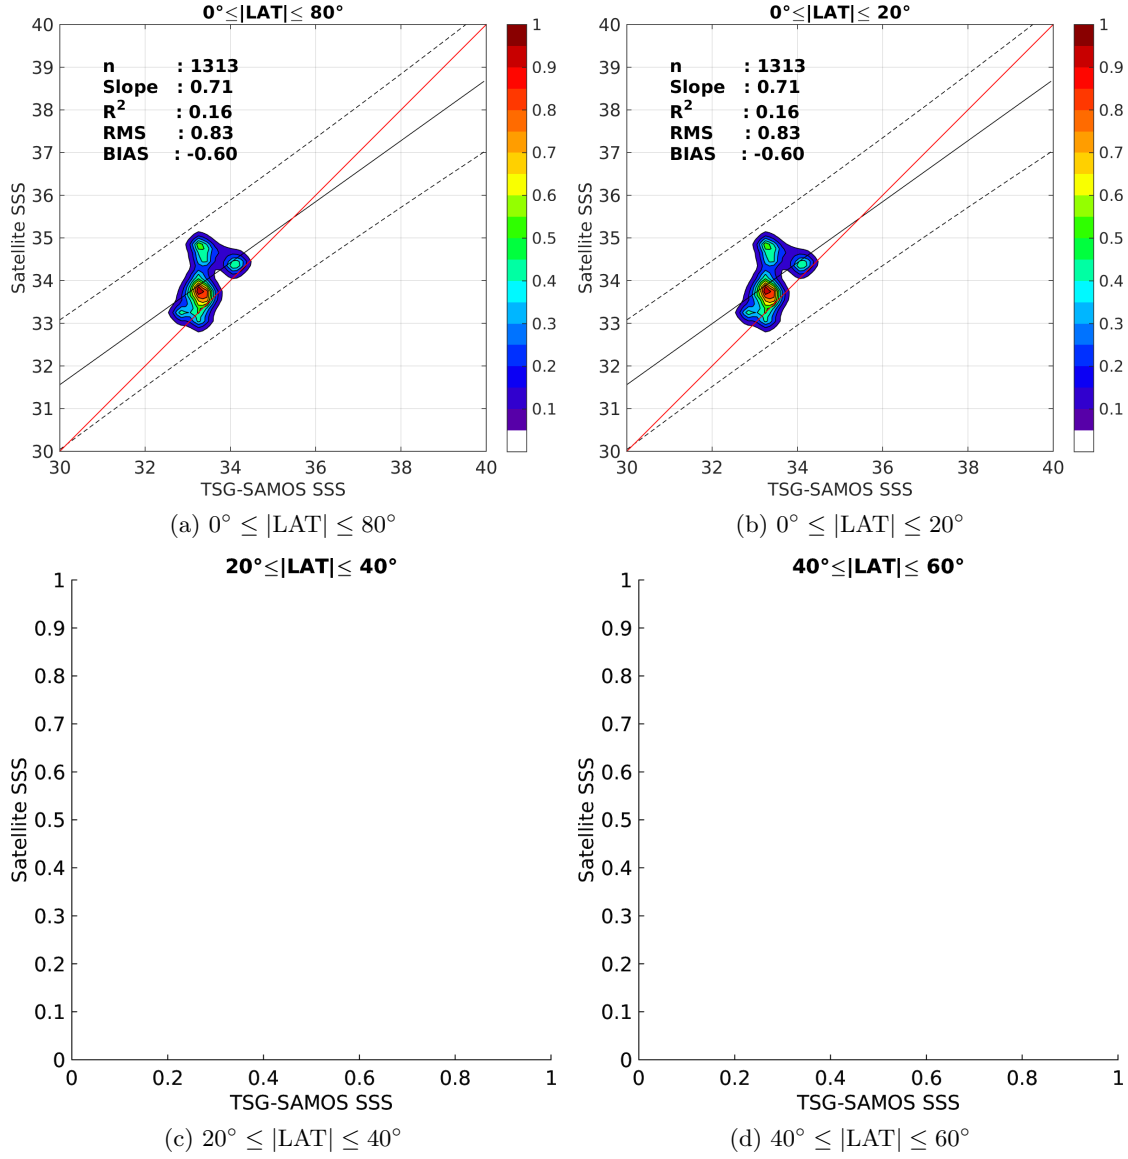 0°≤|LAT|≤ 80°
40
39
38
37
36
35
34
33
32
31
30
n : 1313
Slope : 0.71
R² : 0.16
RMS : 0.83
BIAS : -0.60
Satellite SSS
30 32 34 36 38 40
TSG-SAMOS SSS
1
0.9
0.8
0.7
0.6
0.5
0.4
0.3
0.2
0.1
(a) 0° ≤ |LAT| ≤ 80°
0°≤|LAT|≤ 20°
40
39
38
37
36
35
34
33
32
31
30
n : 1313
Slope : 0.71
R² : 0.16
RMS : 0.83
BIAS : -0.60
Satellite SSS
30 32 34 36 38 40
TSG-SAMOS SSS
1
0.9
0.8
0.7
0.6
0.5
0.4
0.3
0.2
0.1
(b) 0° ≤ |LAT| ≤ 20°
20°≤|LAT|≤ 40°
1
0.9
0.8
0.7
0.6
0.5
0.4
0.3
0.2
0.1
0
Satellite SSS
0 0.2 0.4 0.6 0.8 1
TSG-SAMOS SSS
(c) 20° ≤ |LAT| ≤ 40°
40°≤|LAT|≤ 60°
1
0.9
0.8
0.7
0.6
0.5
0.4
0.3
0.2
0.1
0
Satellite SSS
0 0.2 0.4 0.6 0.8 1
TSG-SAMOS SSS
(d) 40° ≤ |LAT| ≤ 60°